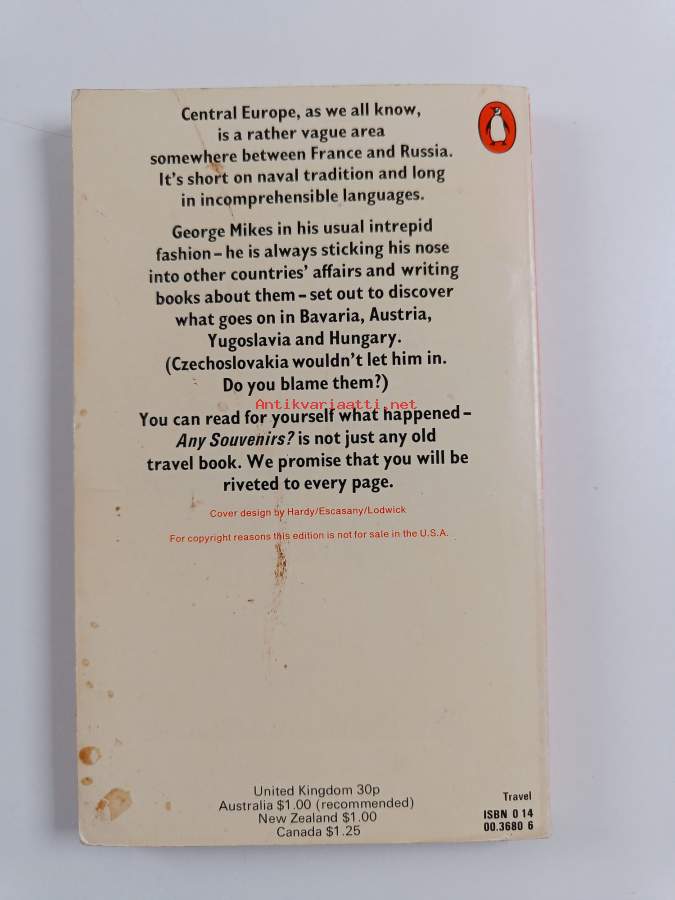 Central Europe, as we all know,
is a rather vague area
somewhere between France and Russia.
It's short on naval tradition and long
in incomprehensible languages.
George Mikes in his usual intrepid
fashion – he is always sticking his nose
into other countries' affairs and writing
books about them – set out to discover
what goes on in Bavaria, Austria,
Yugoslavia and Hungary.
(Czechoslovakia wouldn't let him in.
Do you blame them?)
Antikvariaatti.net
You can read for yourself what happened –
Any Souvenirs? is not just any old
travel book. We promise that you will be
riveted to every page.
Cover design by Hardy/Escasany/Lodwick
For copyright reasons this edition is not for sale in the U.S.A.
United Kingdom 30p
Australia $1.00 (recommended)
New Zealand $1.00
Canada $1.25
Travel
ISBN 0 14
00.3680 6